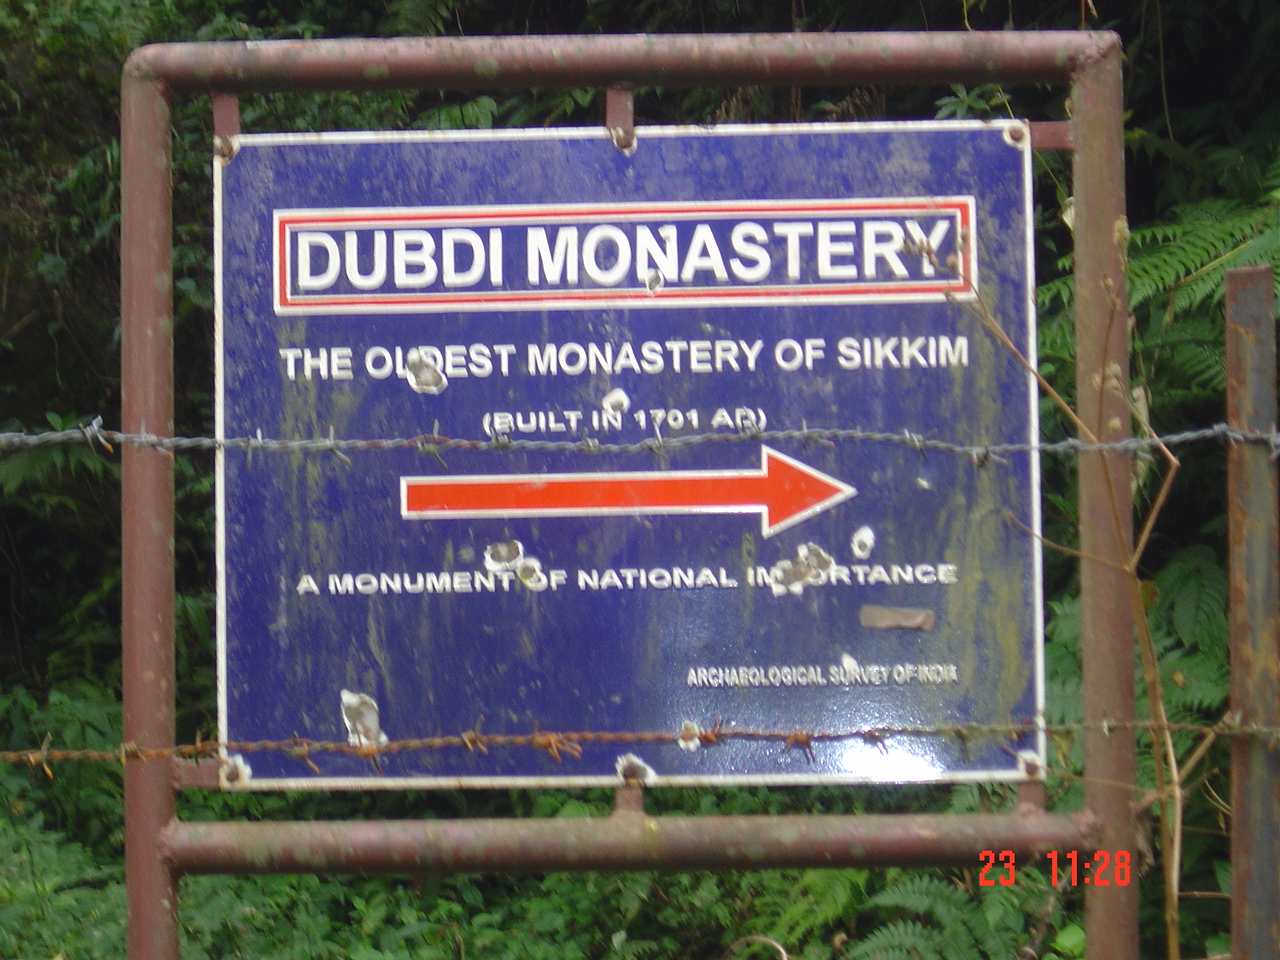 DUBDI MONASTERY
THE OLDEST MONASTERY OF SIKKIM
(BUILT IN 1701 AD)
A MONUMENT OF NATIONAL IMPORTANCE
ARCHAEOLOGICAL SURVEY OF INDIA
23 11:28